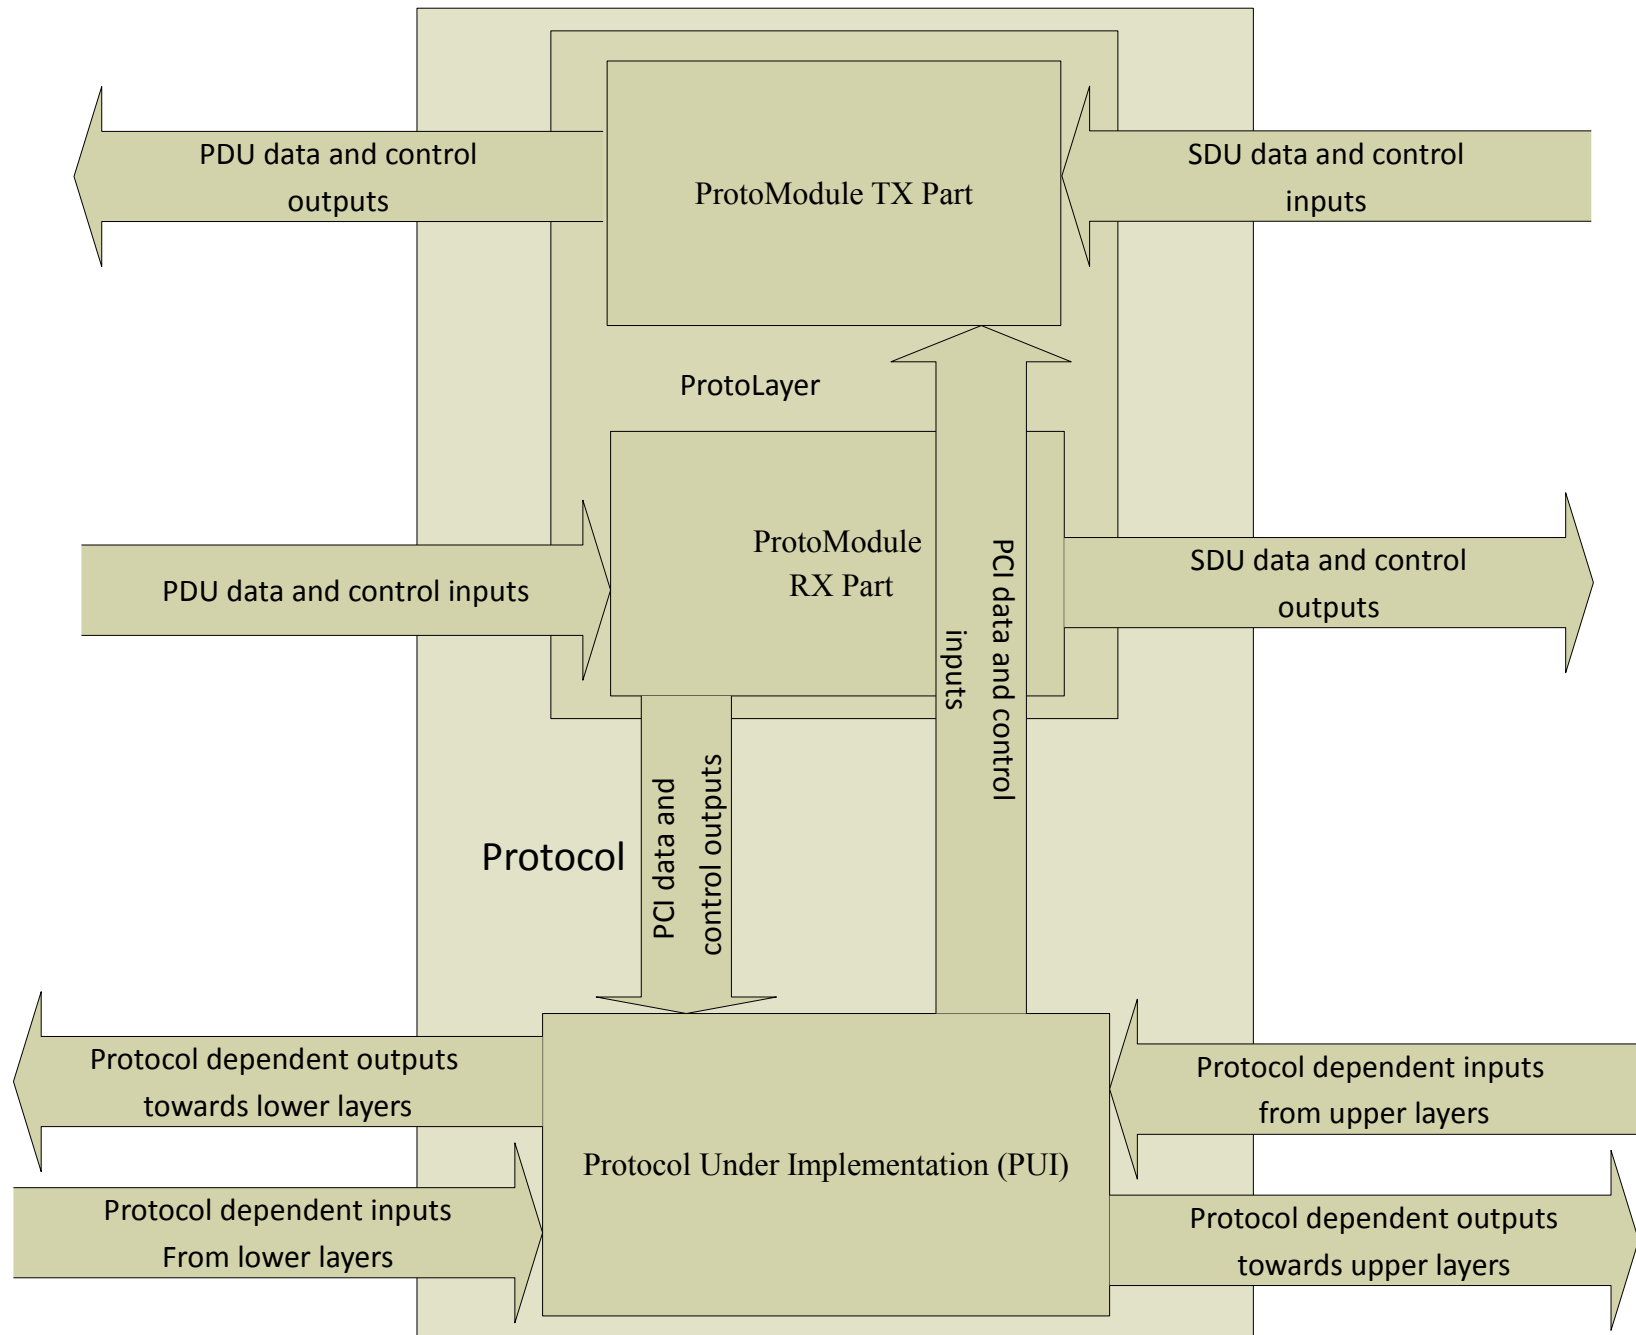 PDU data and control
outputs
ProtoModule TX Part
SDU data and control
inputs
ProtoLayer
PDU data and control inputs
ProtoModule
RX Part
SDU data and control
outputs
PCI data and control
inputs
PCI data and
control outputs
Protocol
Protocol dependent outputs
towards lower layers
Protocol dependent inputs
from upper layers
Protocol Under Implementation (PUI)
Protocol dependent inputs
From lower layers
Protocol dependent outputs
towards upper layers